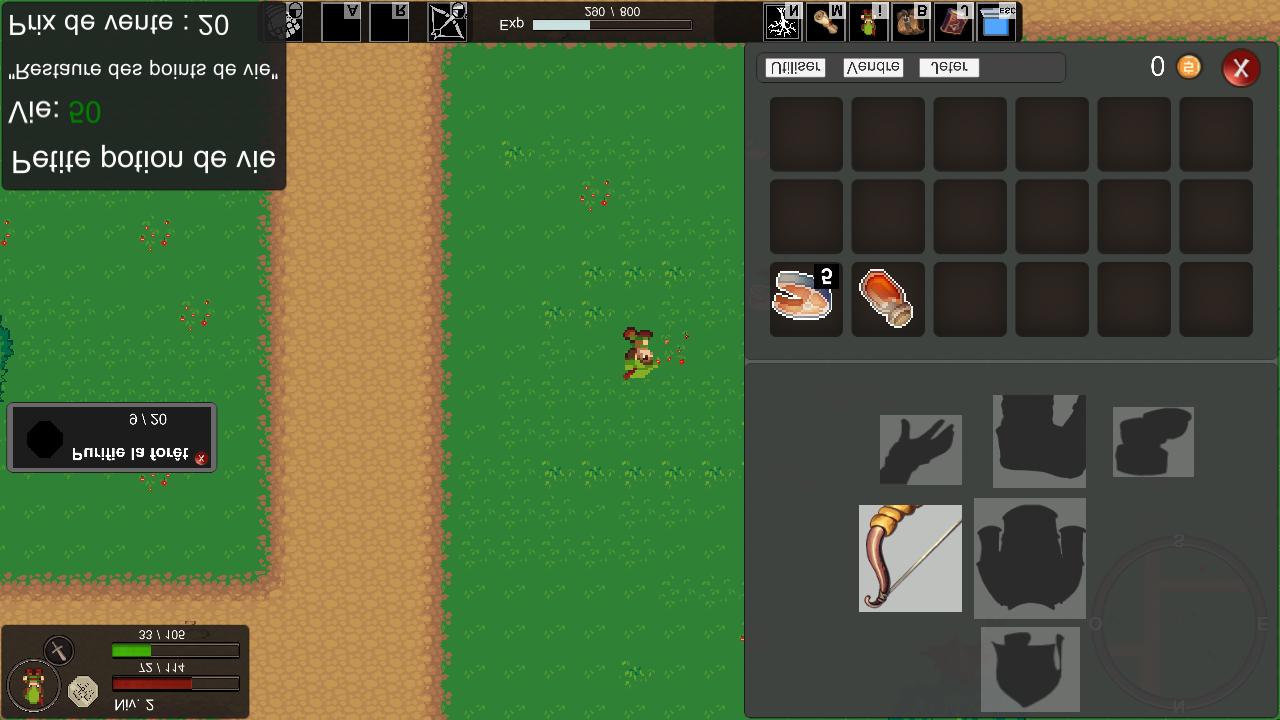 Petite potion de vie
Vie: 50
"Restaure des points de vie"
Prix de vente : 20
A
R
Exp
290 / 800
N
M
I
B
J
ESC
Utiliser
Vendre
Jeter
0
5
Purifie la forêt
9 / 20
Niv. 2
72 / 114
33 / 105
N
O
E
S